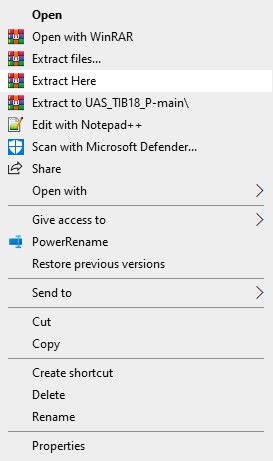 Open
Open with WinRAR
Extract files...
Extract Here
Extract to UAS_TIB18_P-main\
Edit with Notepad++
Scan with Microsoft Defender...
Share
Open with
Give access to
PowerRename
Restore previous versions
Send to
Cut
Copy
Create shortcut
Delete
Rename
Properties